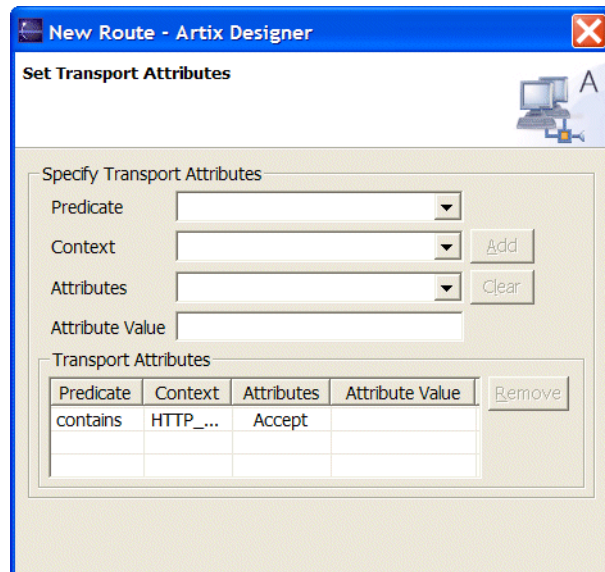 New Route - Artix Designer
Set Transport Attributes
A
Specify Transport Attributes
Predicate
Context
Add
Attributes
Clear
Attribute Value
Transport Attributes
Predicate Context Attributes Attribute Value
Remove
contains HTTP_... Accept